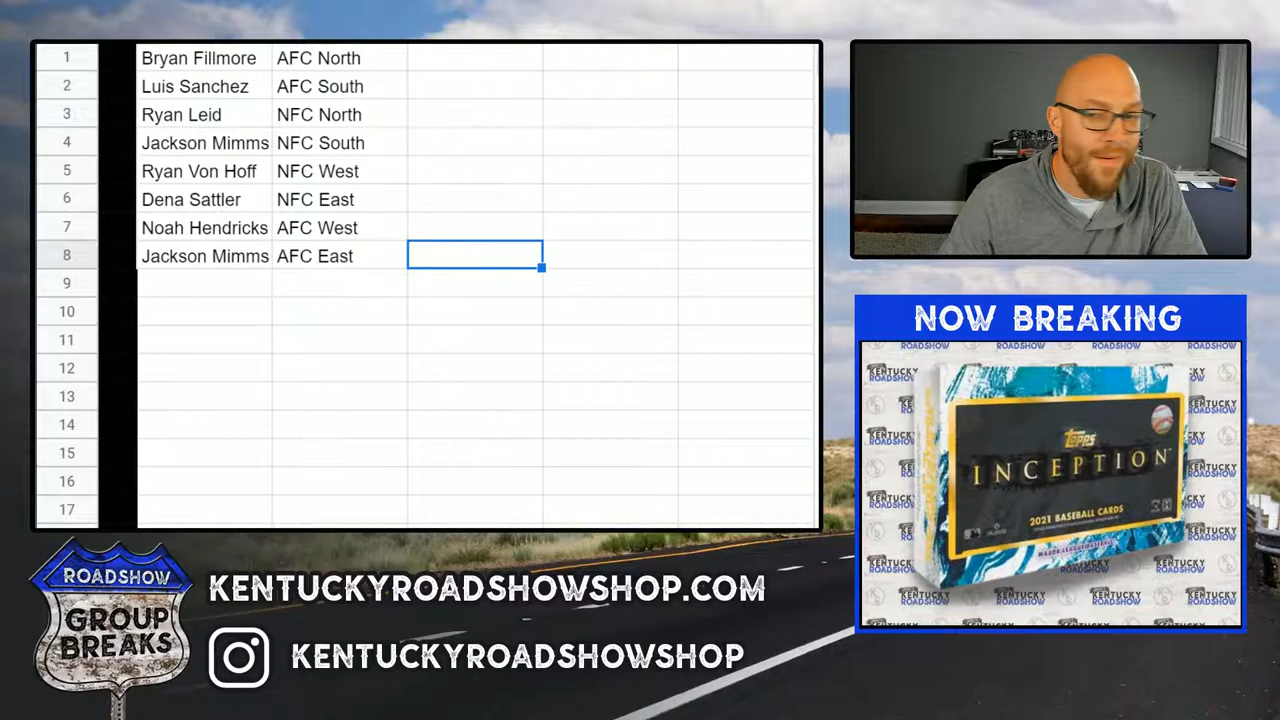 1 Bryan Fillmore AFC North
2 Luis Sanchez AFC South
3 Ryan Leid NFC North
4 Jackson Mimms NFC South
5 Ryan Von Hoff NFC West
6 Dena Sattler NFC East
7 Noah Hendricks AFC West
8 Jackson Mimms AFC East
9
10
11
12
13
14
15
16
17
NOW BREAKING
KENTUCKY
ROADSHOW
TOPPS
INCEPTION
2021 BASEBALL CARDS
MAJOR LEAGUE BASEBALL
ROADSHOW
GROUP
BREAKS
KENTUCKYROADSHOWSHOP.COM
KENTUCKYROADSHOWSHOP